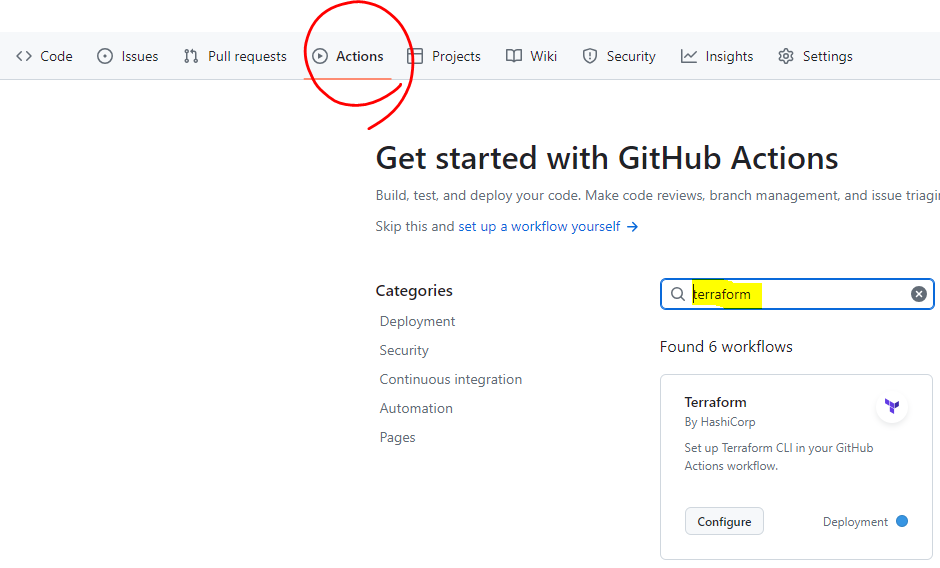 Code Issues Pull requests Actions Projects Wiki Security Insights Settings
Get started with GitHub Actions
Build, test, and deploy your code. Make code reviews, branch management, and issue
Skip this and set up a workflow yourself →
Categories
Deployment
Security
Continuous integration
Automation
Pages
terraform
Found 6 workflows
Terraform
By HashiCorp
Set up Terraform CLI in your GitHub
Actions workflow.
Configure Deployment